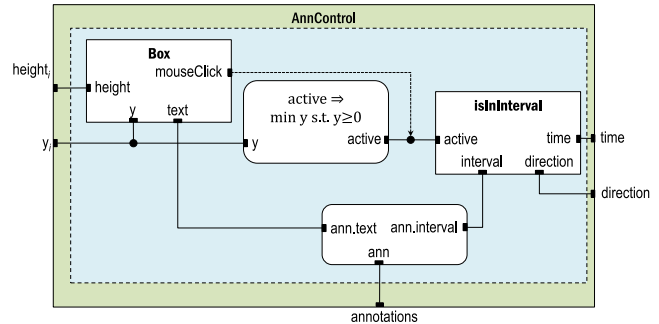 AnnControl
Box
mouseClick
height_i
height
y
text
active ⇒
min y s.t. y≥0
isInInterval
y_i
y
active
active
time
time
interval
direction
direction
ann.text
ann.interval
ann
annotations